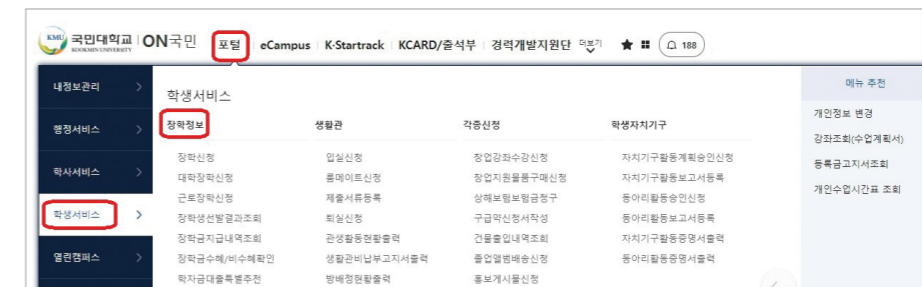 KMU 국민대학교 KOOKMIN UNIVERSITY ON국민 포털 eCampus K·Startrack KCARD/출석부 경력개발지원단 더보기 188
내정보관리
행정서비스
학사서비스
학생서비스
열린캠퍼스
학생서비스
장학정보
장학신청
대학장학신청
근로장학신청
장학생선발결과조회
장학금지급내역조회
장학금수혜/비수혜확인
학자금대출특별추천
생활관
입실신청
룸메이트신청
제출서류등록
퇴실신청
관생활동현황출력
생활관비납부고지서출력
방배정현황출력
각종신청
창업강좌수강신청
창업지원물품구매신청
상해보험보험금청구
구급약신청서작성
건물출입내역조회
졸업앨범배송신청
홍보게시물신청
학생자치기구
자치기구활동계획승인신청
자치기구활동보고서등록
동아리활동승인신청
동아리활동보고서등록
자치기구활동증명서출력
동아리활동증명서출력
메뉴 추천
개인정보 변경
강좌조회(수업계획서)
등록금고지서조회
개인수업시간표 조회